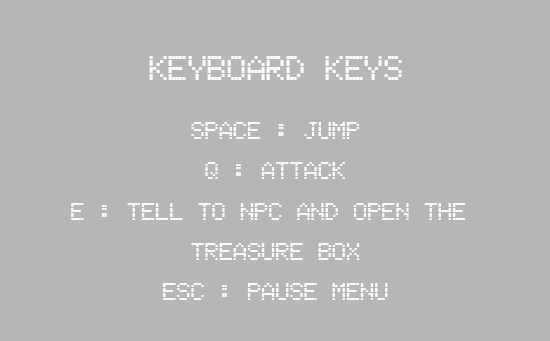 KEYBOARD KEYS
SPACE : JUMP
Q : ATTACK
E : TELL TO NPC AND OPEN THE
TREASURE BOX
ESC : PAUSE MENU